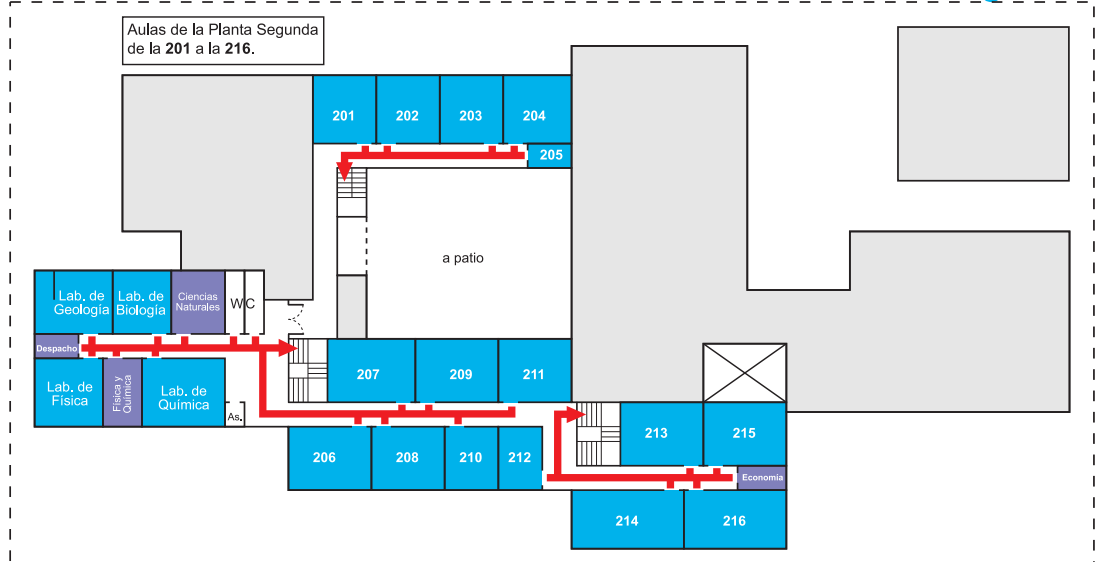 Aulas de la Planta Segunda
de la 201 a la 216.
201
202
203
204
205
a patio
Lab. de
Geología
Lab. de
Biología
Ciencias
Naturales
WC
Despacho
Lab. de
Física
Física y
Química
Lab. de
Química
As.
207
209
211
206
208
210
212
213
215
Economía
214
216